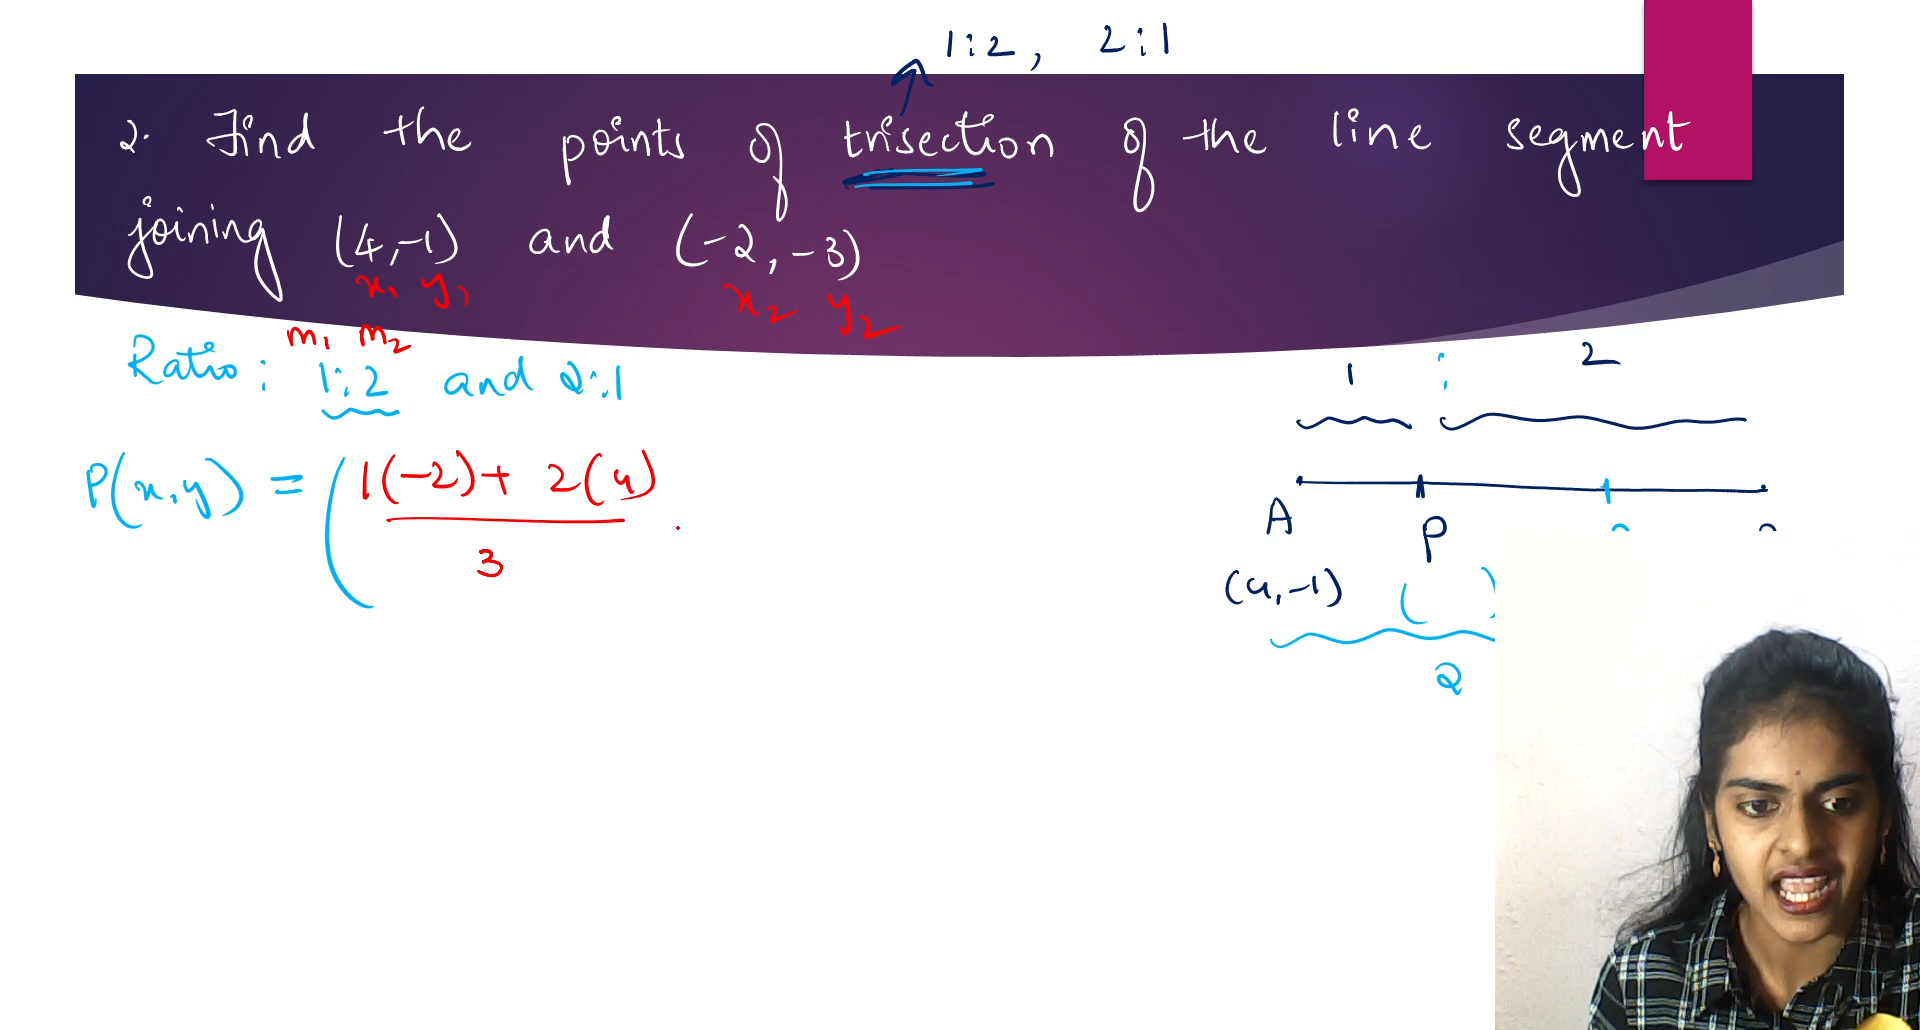 1:2, 2:1
2. Find the points of trisection of the line segment
joining (4,-1) and (-2,-3)
x1 y1 x2 y2
m1 m2
Ratio: 1:2 and 2:1
P(x,y) = ( 1(-2)+ 2(4)
3
1 : 2
A P
(4,-1) ( )
2